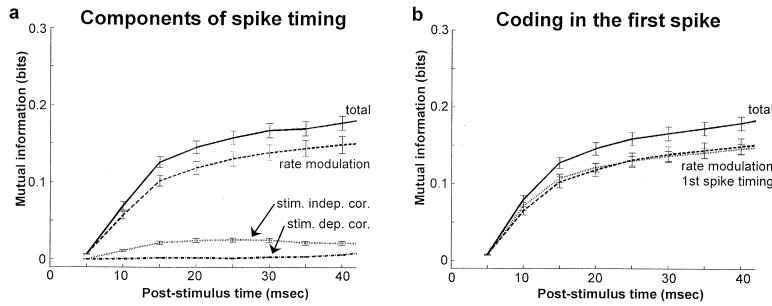 a Components of spike timing
0.3
0.2
0.1
0
Mutual information (bits)
total
rate modulation
stim. indep. cor.
stim. dep. cor.
0 10 20 30 40
Post-stimulus time (msec)
b Coding in the first spike
0.3
0.2
0.1
0.0
Mutual information (bits)
total
rate modulation
1st spike timing
0 10 20 30 40
Post-stimulus time (msec)